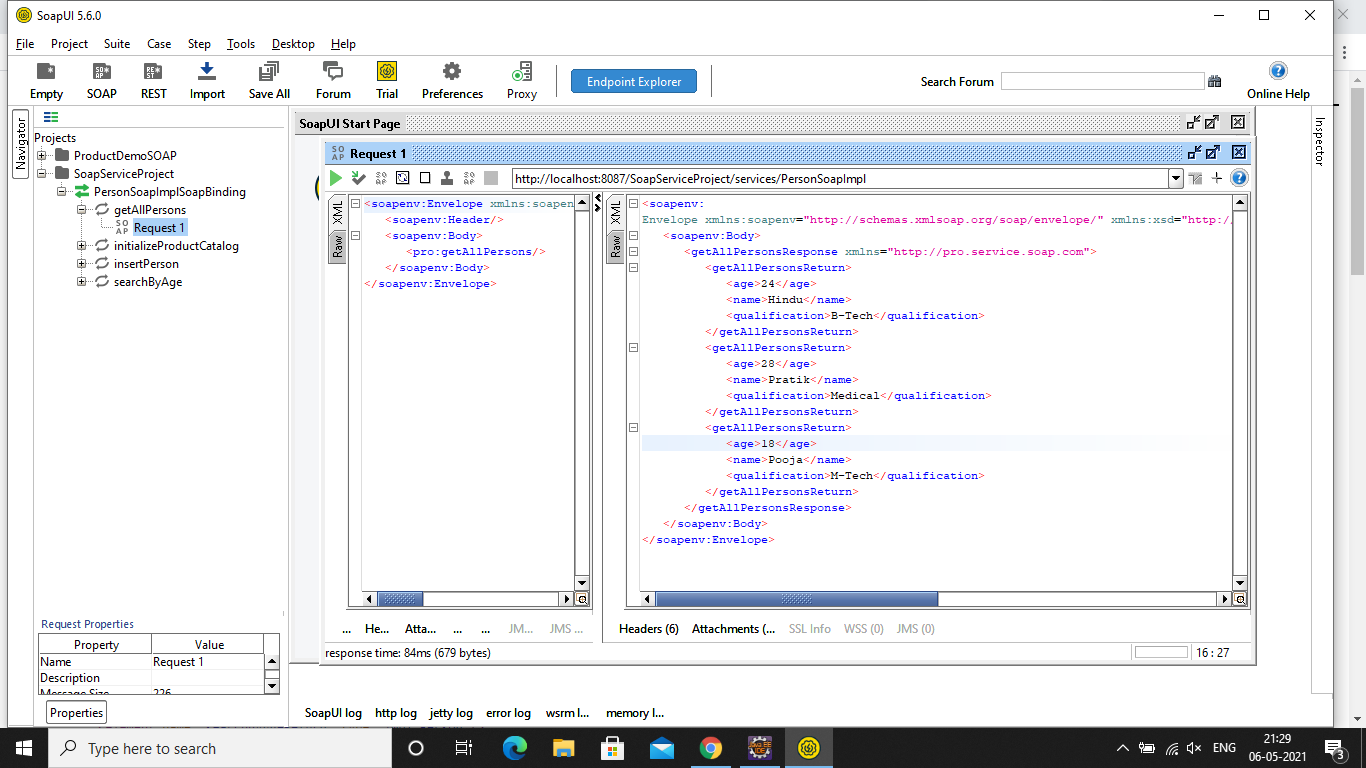 SoapUI 5.6.0
File Project Suite Case Step Tools Desktop Help
Empty SOAP REST Import Save All Forum Trial Preferences Proxy Endpoint Explorer Search Forum Online Help
Navigator
Projects
ProductDemoSOAP
SoapServiceProject
PersonSoapImplSoapBinding
getAllPersons
Request 1
initializeProductCatalog
insertPerson
searchByAge
Request Properties
Property Value
Name Request 1
Description
Message Size 226
Properties
SoapUI Start Page
Request 1
http://localhost:8087/SoapServiceProject/services/PersonSoapImpl
XML
Raw
<soapenv:Envelope xmlns:soapen
<soapenv:Header/>
<soapenv:Body>
<pro:getAllPersons/>
</soapenv:Body>
</soapenv:Envelope>
XML
Raw
<soapenv:
Envelope xmlns:soapenv="http://schemas.xmlsoap.org/soap/envelope/" xmlns:xsd="http:/
<soapenv:Body>
<getAllPersonsResponse xmlns="http://pro.service.soap.com">
<getAllPersonsReturn>
<age>24</age>
<name>Hindu</name>
<qualification>B-Tech</qualification>
</getAllPersonsReturn>
<getAllPersonsReturn>
<age>28</age>
<name>Pratik</name>
<qualification>Medical</qualification>
</getAllPersonsReturn>
<getAllPersonsReturn>
<age>18</age>
<name>Pooja</name>
<qualification>M-Tech</qualification>
</getAllPersonsReturn>
</getAllPersonsResponse>
</soapenv:Body>
</soapenv:Envelope>
... He... Atta... ... ... JM... JMS ...
Headers (6) Attachments (... SSL Info WSS (0) JMS (0)
response time: 84ms (679 bytes)
16 : 27
Inspector
SoapUI log http log jetty log error log wsrm l... memory l...
Type here to search
ENG
21:29
06-05-2021
3